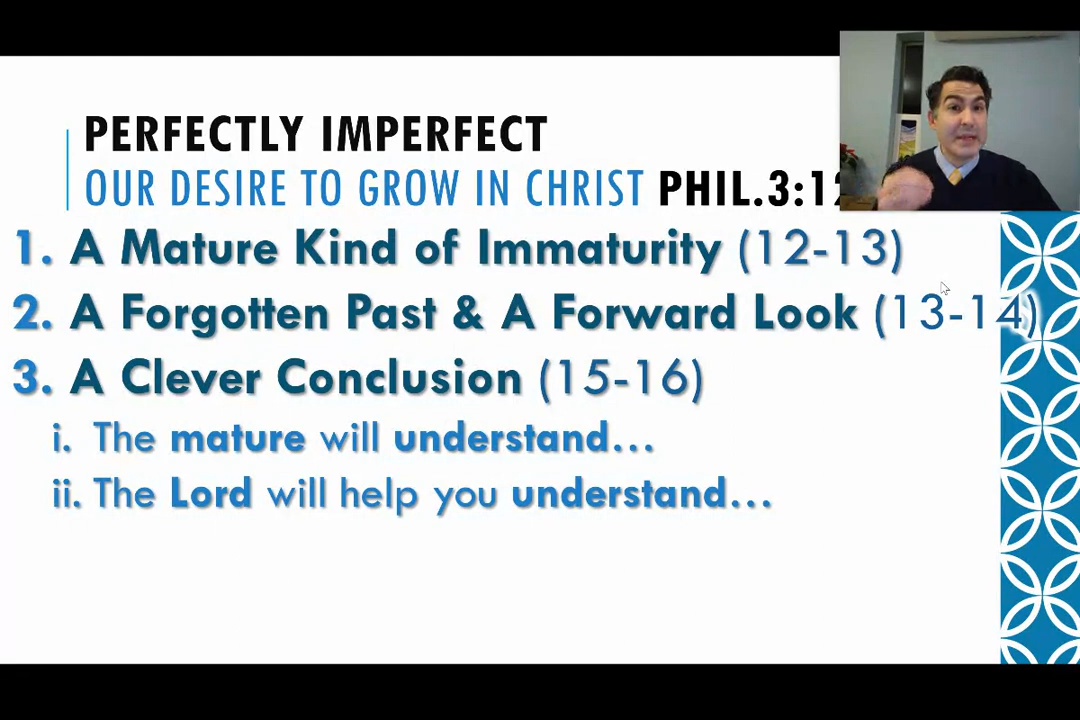 PERFECTLY IMPERFECT
OUR DESIRE TO GROW IN CHRIST PHIL.3:12
1. A Mature Kind of Immaturity (12-13)
2. A Forgotten Past & A Forward Look (13-14)
3. A Clever Conclusion (15-16)
i. The mature will understand...
ii. The Lord will help you understand...